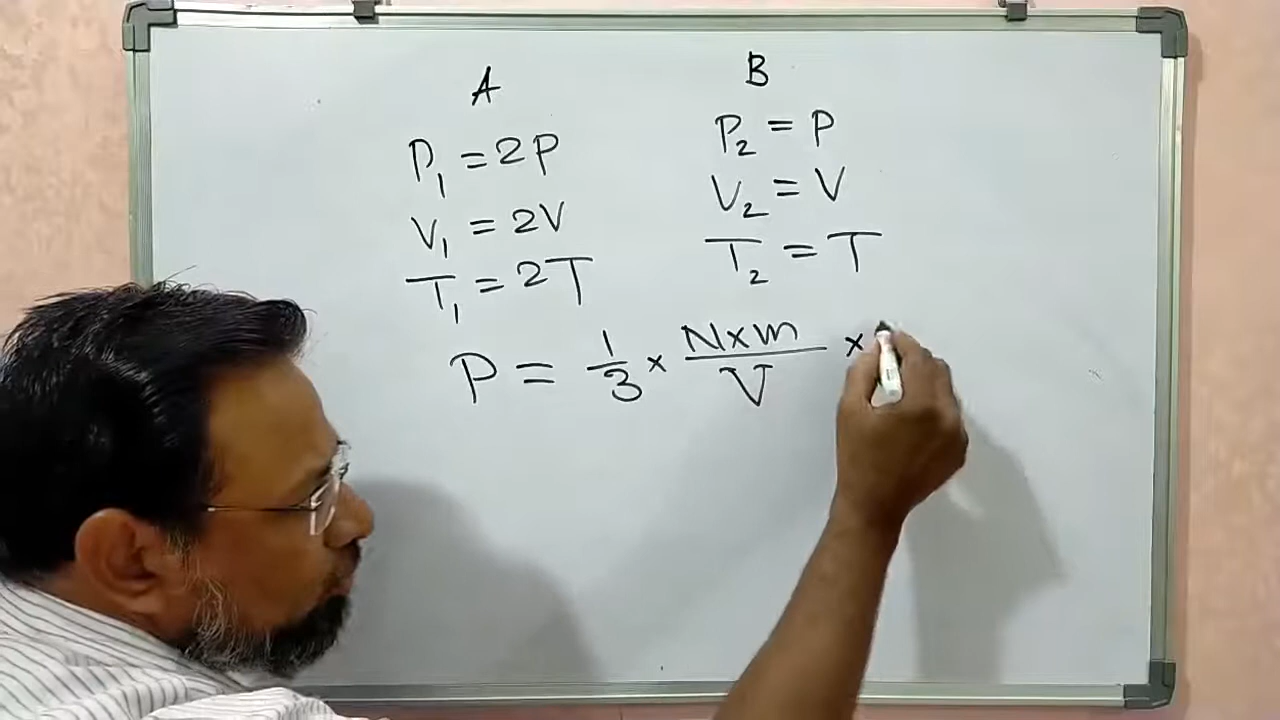 A B
P₁ = 2P P₂ = P
V₁ = 2V V₂ = V
T₁ = 2T T₂ = T
P = 1/3 × N×m/V ×